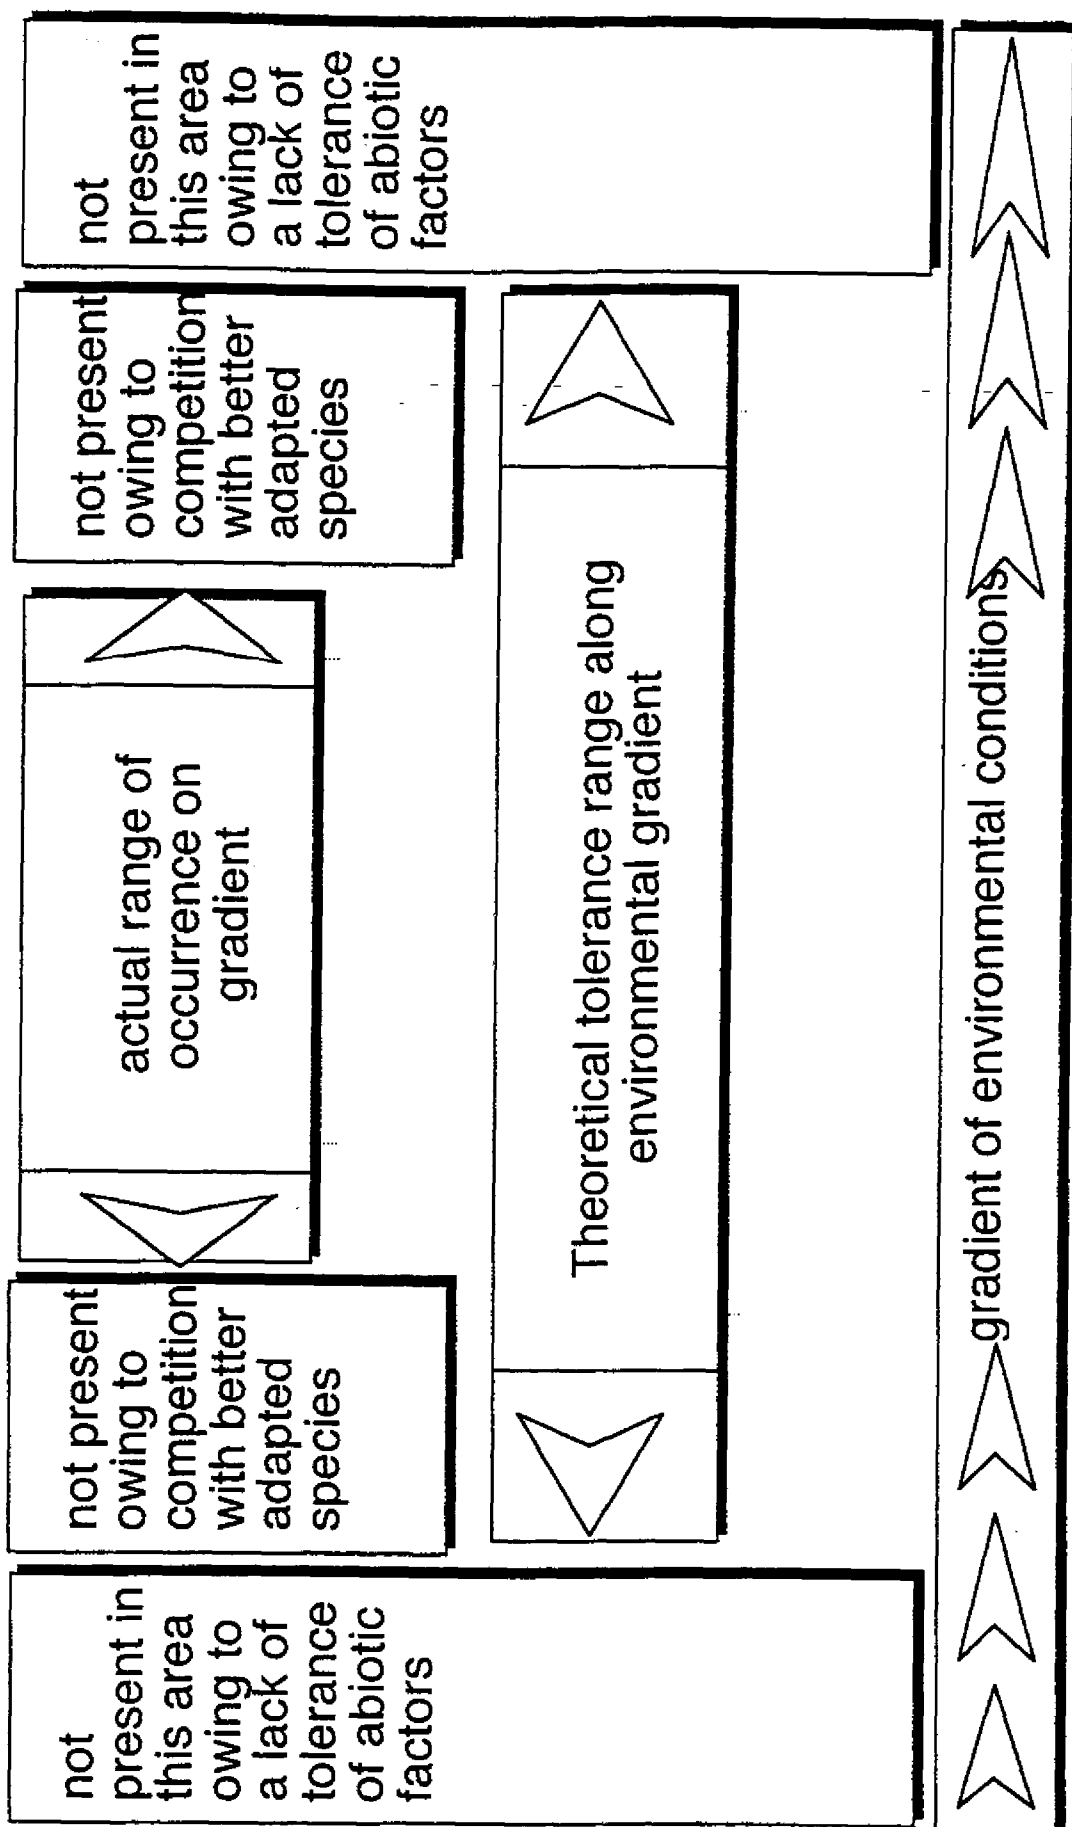 not
present in
this area
owing to
a lack of
tolerance
of abiotic
factors
not present
owing to
competition
with better
adapted
species
actual range of
occurrence on
gradient
not present
owing to
competition
with better
adapted
species
not
present in
this area
owing to
a lack of
tolerance
of abiotic
factors
Theoretical tolerance range along
environmental gradient
gradient of environmental conditions